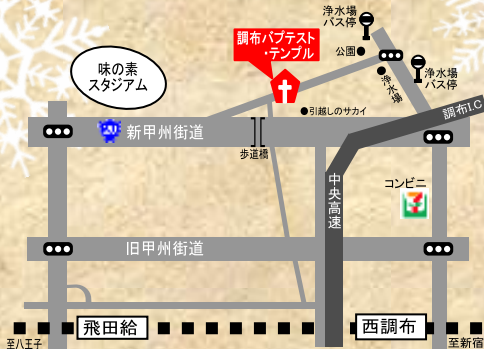 浄水場
バス停
調布バプテスト
・テンプル
公園
味の素
スタジアム
浄水場
浄水場
バス停
引越しのサカイ
調布I.C
新甲州街道
歩道橋
中央高速
コンビニ
7
旧甲州街道
飛田給
西調布
至八王子
至新宿